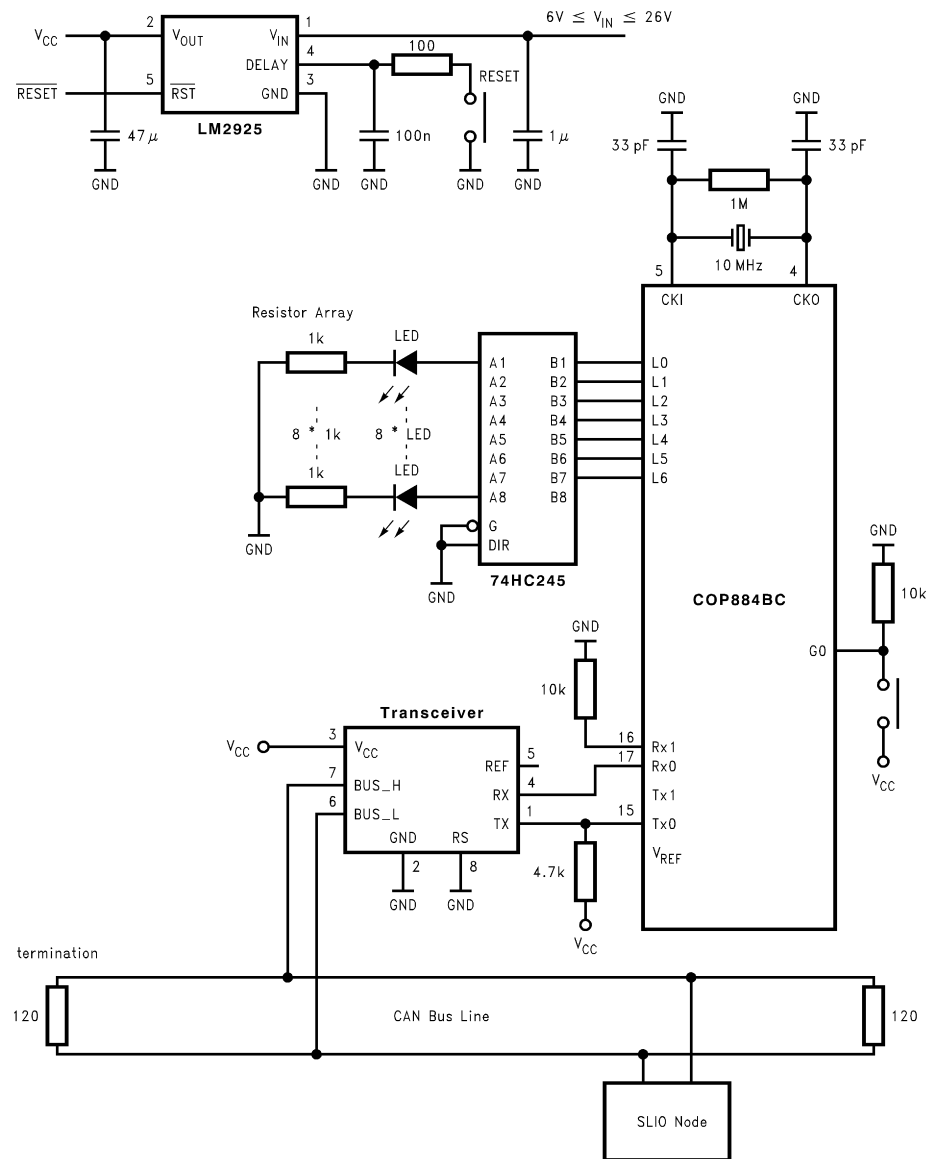 6V ≤ V_IN ≤ 26V
V_CC 2 V_OUT V_IN 1
DELAY 4 100 RESET
RESET 5 RST GND 3
LM2925
47μ 100n 1μ
GND GND GND GND GND
GND GND
33 pF 33 pF
1M
10 MHz
5 4
CKI CKO
Resistor Array
1k LED A1 B1 L0
A2 B2 L1
A3 B3 L2
A4 B4 L3
8 * 1k 8 * LED
A5 B5 L4
A6 B6 L5
1k LED A7 B7 L6
A8 B8
G
DIR
GND
74HC245
GND
COP884BC
GND
10k
G0
V_CC
GND
10k
Transceiver
V_CC 3 V_CC
REF 5
7 BUS_H RX 4
6 BUS_L TX 1
GND RS
2 8
GND GND
16 Rx1
17 Rx0
Tx1
15 Tx0
V_REF
4.7k
V_CC
termination
120 CAN Bus Line 120
SLIO Node